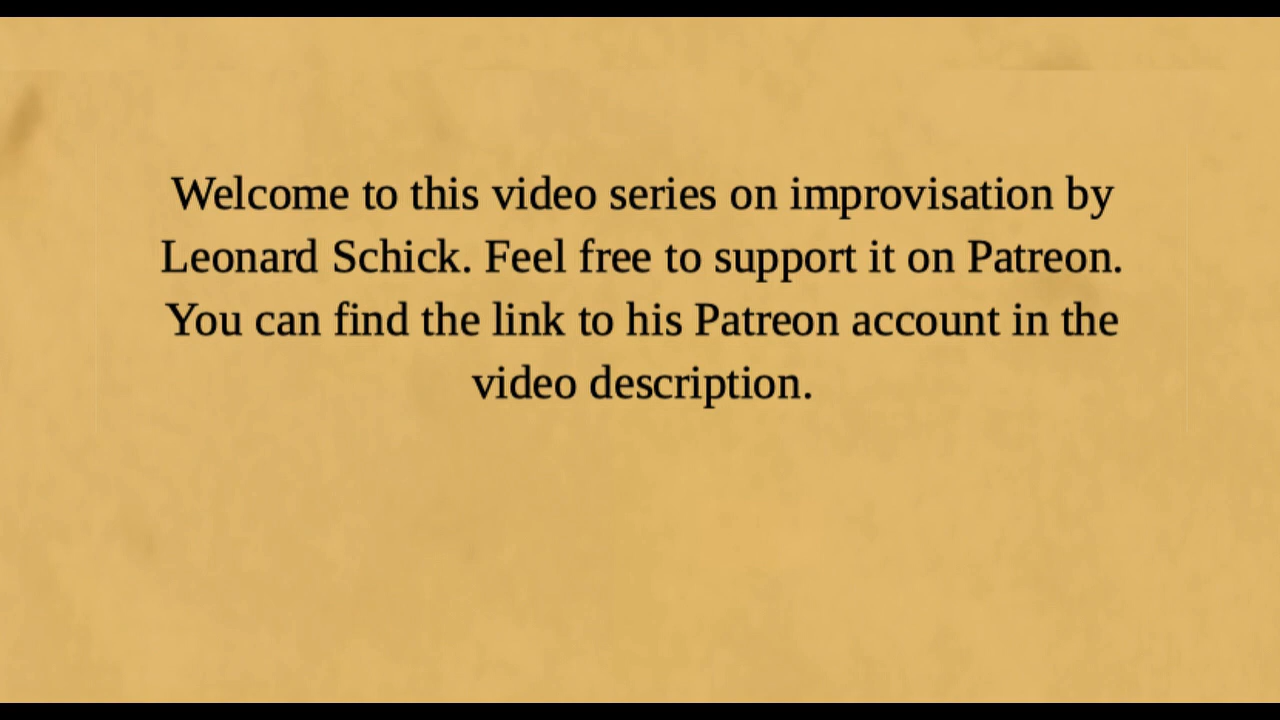 Welcome to this video series on improvisation by
Leonard Schick. Feel free to support it on Patreon.
You can find the link to his Patreon account in the
video description.